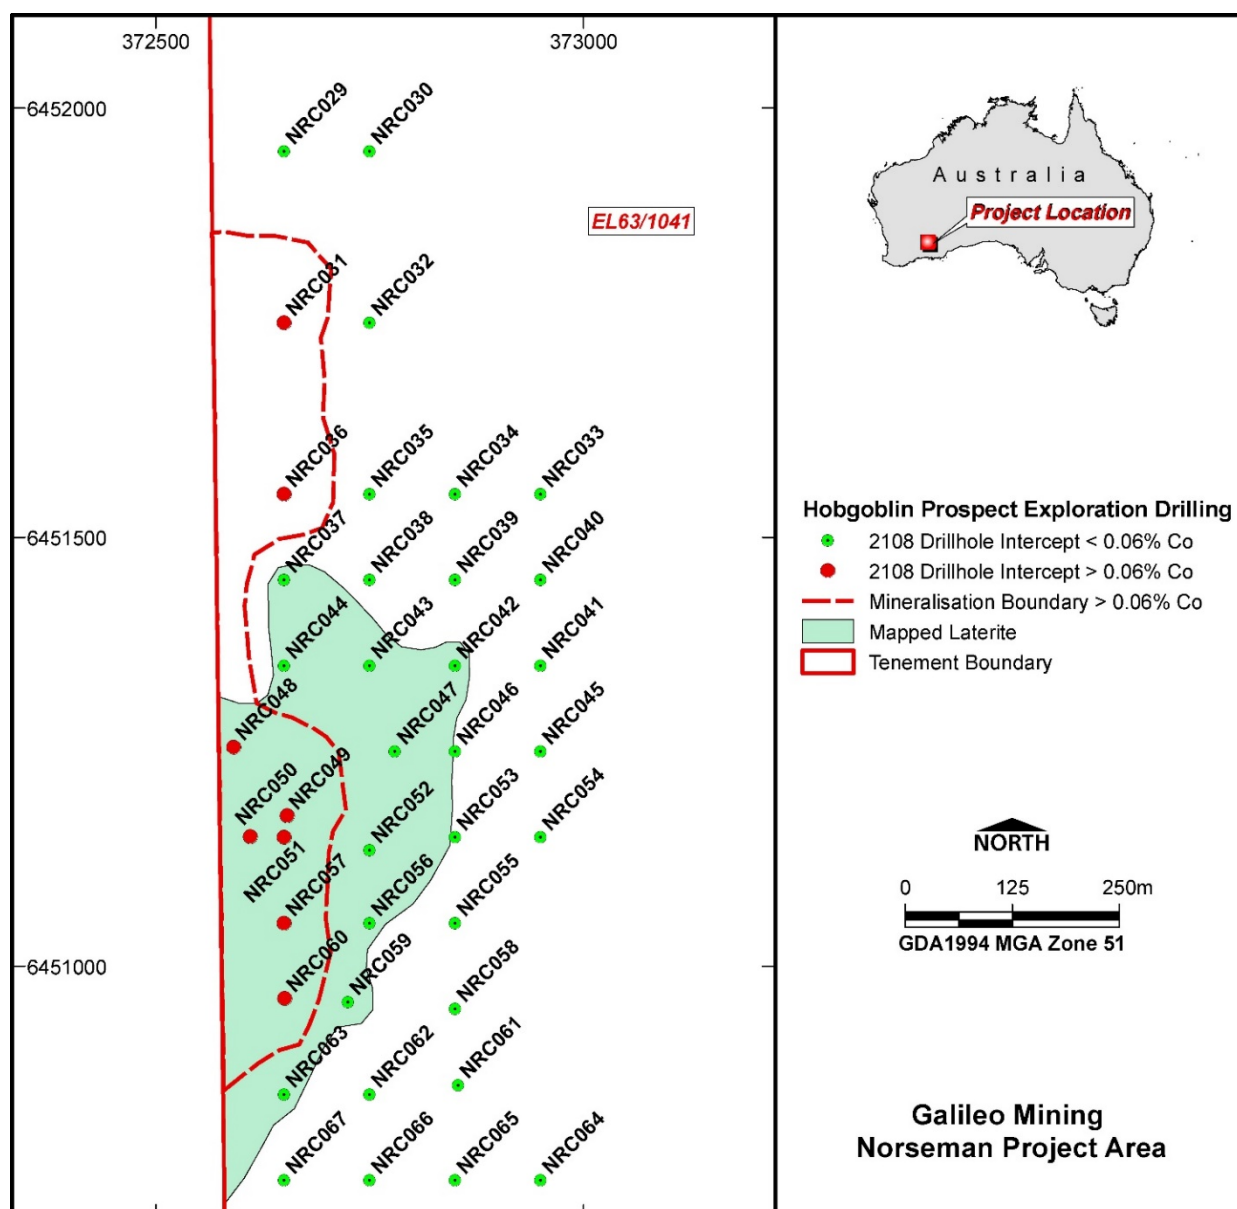 372500
373000
6452000
NRC029
NRC030
EL63/1041
NRC031
NRC032
NRC036
NRC035
NRC034
NRC033
6451500
NRC037
NRC038
NRC039
NRC040
NRC044
NRC043
NRC042
NRC041
NRC048
NRC047
NRC046
NRC045
NRC050
NRC049
NRC051
NRC052
NRC053
NRC054
NRC057
NRC056
NRC055
6451000
NRC060
NRC059
NRC058
NRC063
NRC062
NRC061
NRC067
NRC066
NRC065
NRC064
Australia
Project Location
Hobgoblin Prospect Exploration Drilling
2108 Drillhole Intercept < 0.06% Co
2108 Drillhole Intercept > 0.06% Co
Mineralisation Boundary > 0.06% Co
Mapped Laterite
Tenement Boundary
NORTH
0 125 250m
GDA1994 MGA Zone 51
Galileo Mining
Norseman Project Area